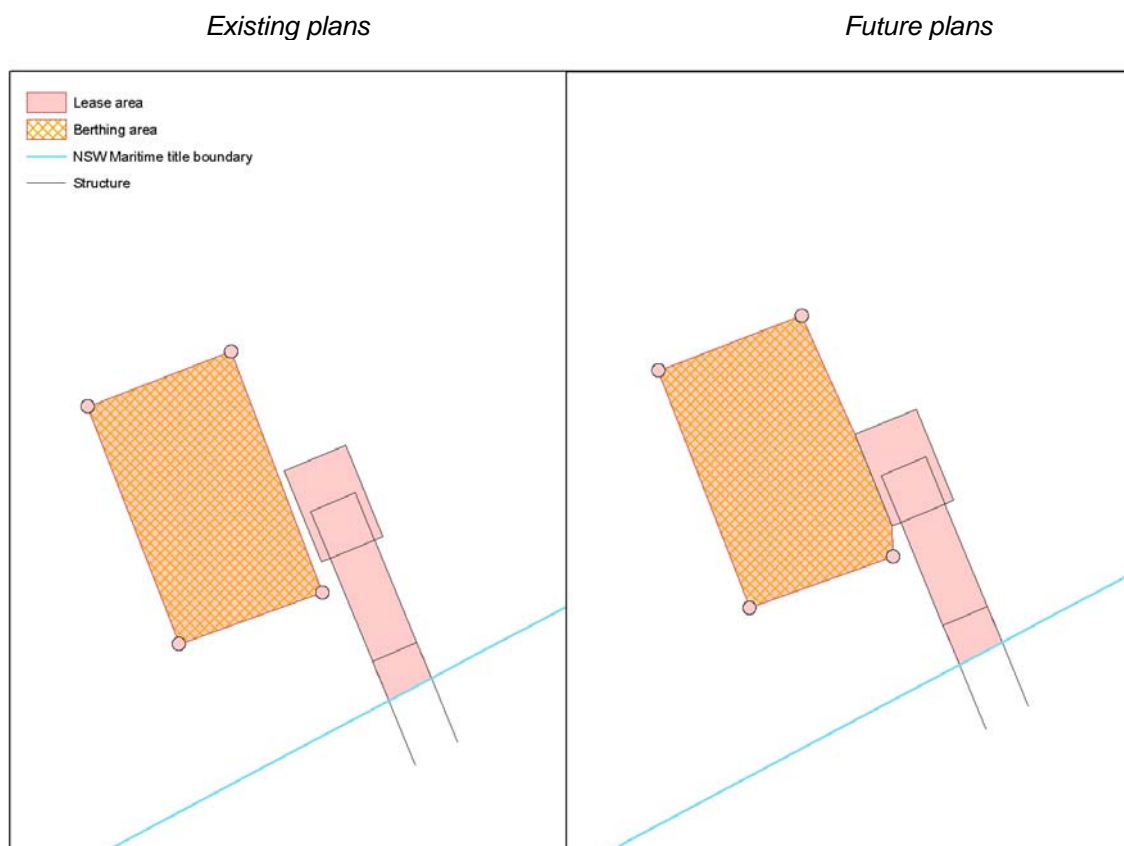 Existing plans
Future plans
Lease area
Berthing area
NSW Maritime title boundary
Structure